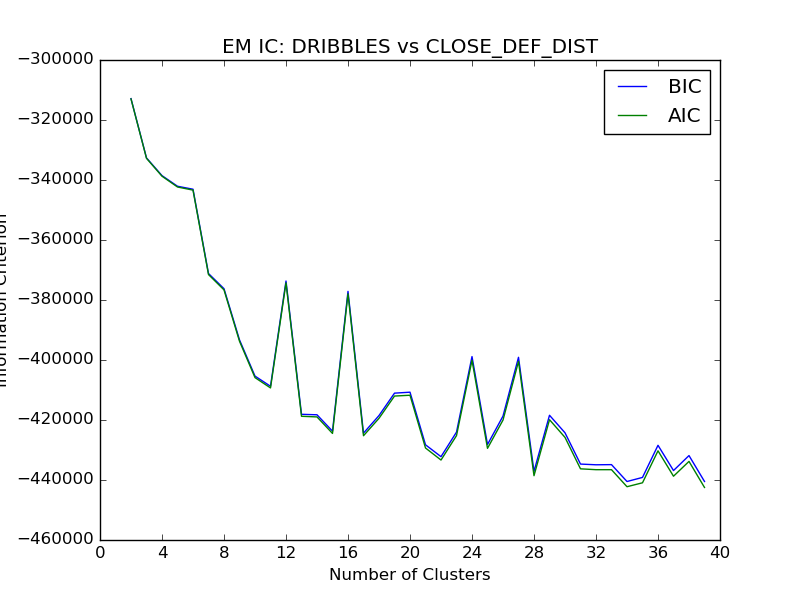 EM IC: DRIBBLES vs CLOSE_DEF_DIST
BIC
AIC
−300000
−320000
−340000
−360000
−380000
−400000
−420000
−440000
−460000
Information Criterion
0 4 8 12 16 20 24 28 32 36 40
Number of Clusters